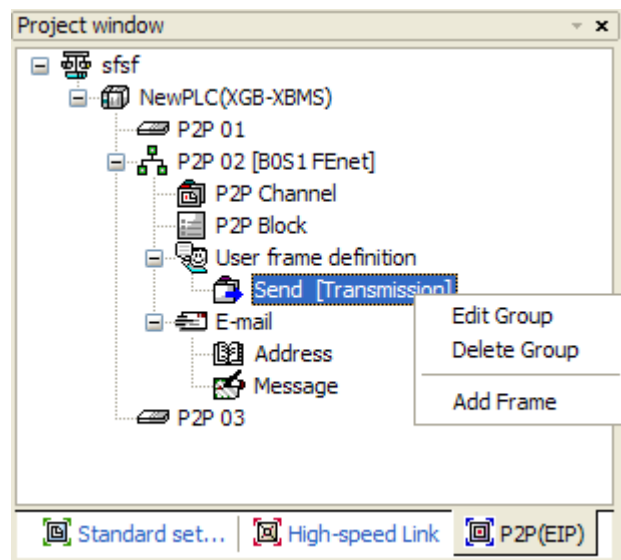 Project window
sfsf
NewPLC(XGB-XBMS)
P2P 01
P2P 02 [B0S1 FEnet]
P2P Channel
P2P Block
User frame definition
Send [Transmission]
Edit Group
E-mail
Delete Group
Address
Message
Add Frame
P2P 03
Standard set... High-speed Link P2P(EIP)